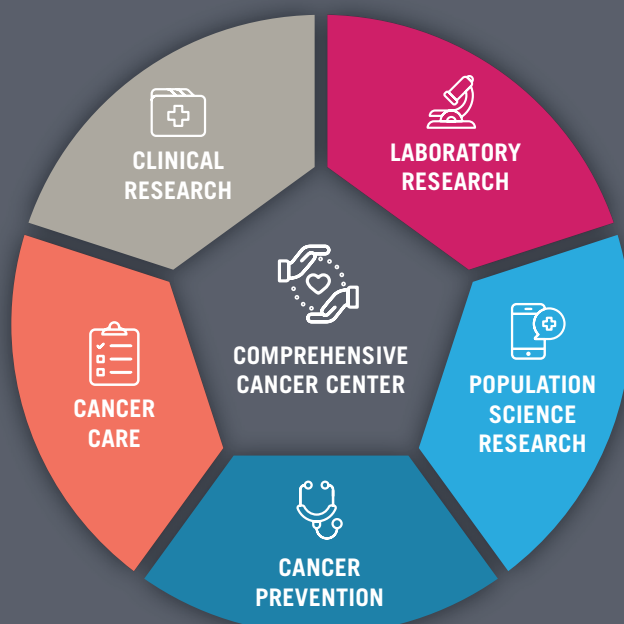 CLINICAL
RESEARCH
LABORATORY
RESEARCH
COMPREHENSIVE
CANCER CENTER
POPULATION
SCIENCE
RESEARCH
CANCER
CARE
CANCER
PREVENTION